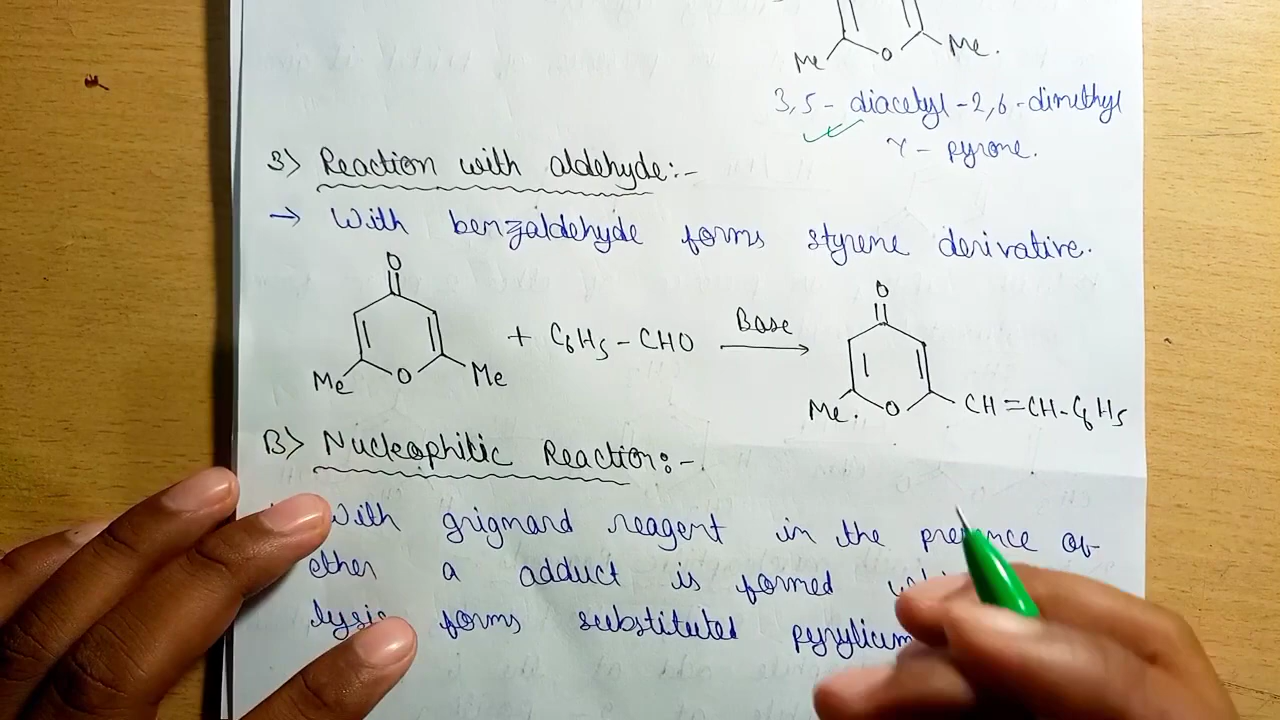 Me O Me.
3,5 - diacetyl - 2,6 - dimethyl
γ - pyrone.
3) Reaction with aldehyde:-
→ With benzaldehyde forms styrene derivative.
O O
Me O Me + C6H5 - CHO Base → Me. O CH = CH - C6H5
B) Nucleophilic Reaction:-
With grignard reagent in the presence of
ether a adduct is formed
lysis forms substituted pyrylium